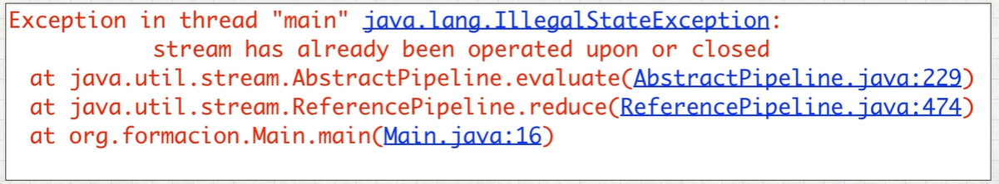 Exception in thread "main" java.lang.IllegalStateException:
stream has already been operated upon or closed
at java.util.stream.AbstractPipeline.evaluate(AbstractPipeline.java:229)
at java.util.stream.ReferencePipeline.reduce(ReferencePipeline.java:474)
at org.formacion.Main.main(Main.java:16)